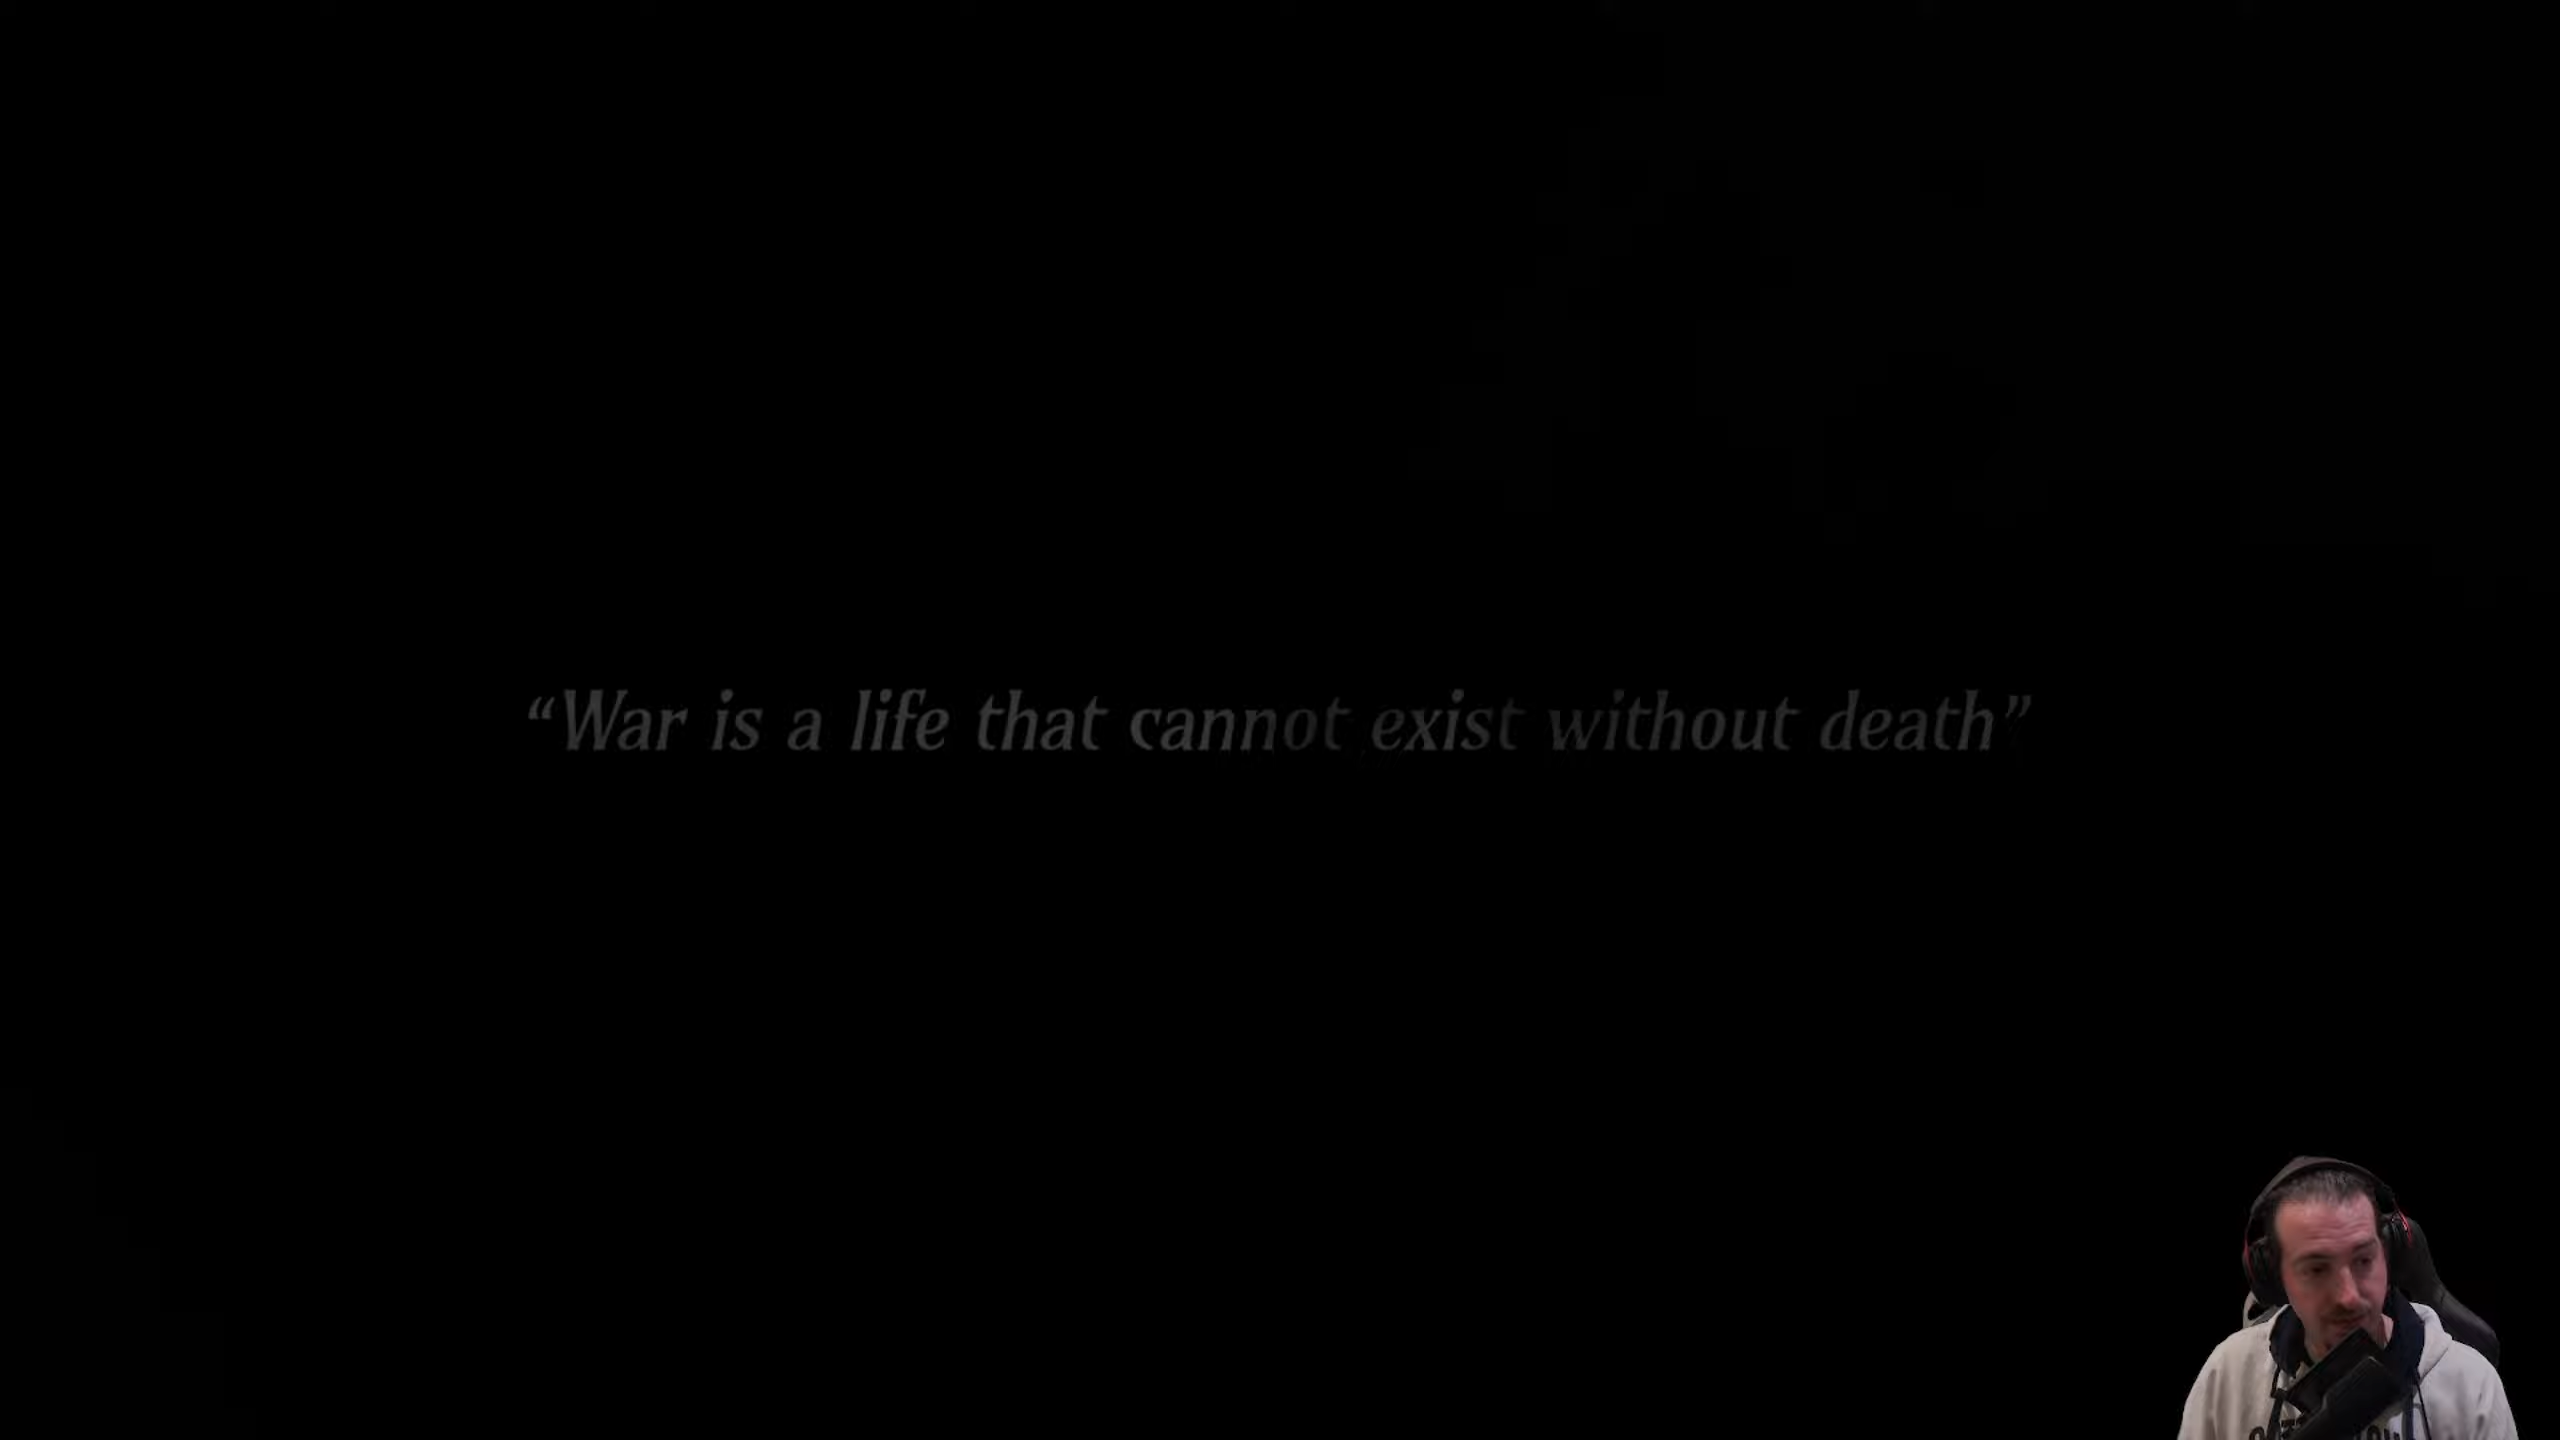 “War is a life that cannot exist without death”